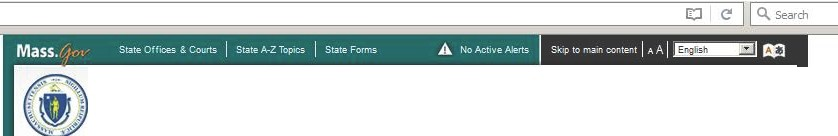 Search
Mass.Gov State Offices & Courts State A-Z Topics State Forms No Active Alerts Skip to main content A A English